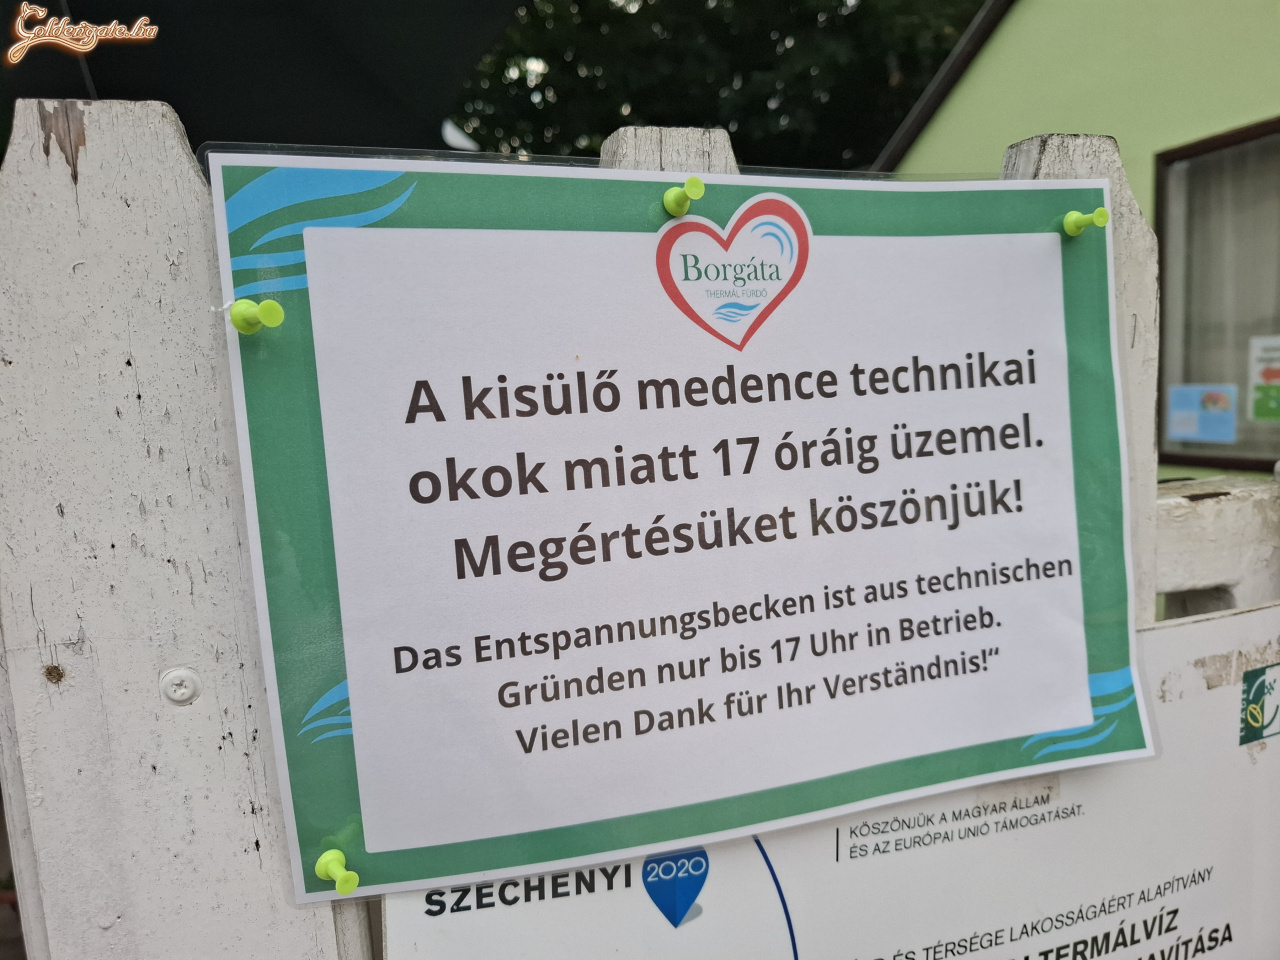 Goldengate.hu
Borgáta
THERMÁL FÜRDŐ
A kisülő medence technikai
okok miatt 17 óráig üzemel.
Megértésüket köszönjük!
Das Entspannungsbecken ist aus technischen
Gründen nur bis 17 Uhr in Betrieb.
Vielen Dank für Ihr Verständnis!“
SZÉCHENYI 2020
KÖSZÖNJÜK A MAGYAR ÁLLAM
ÉS AZ EURÓPAI UNIÓ TÁMOGATÁSÁT.
ÉS TÉRSÉGE LAKOSSÁGÁÉRT ALAPÍTVÁNY
TERMÁLVÍZ